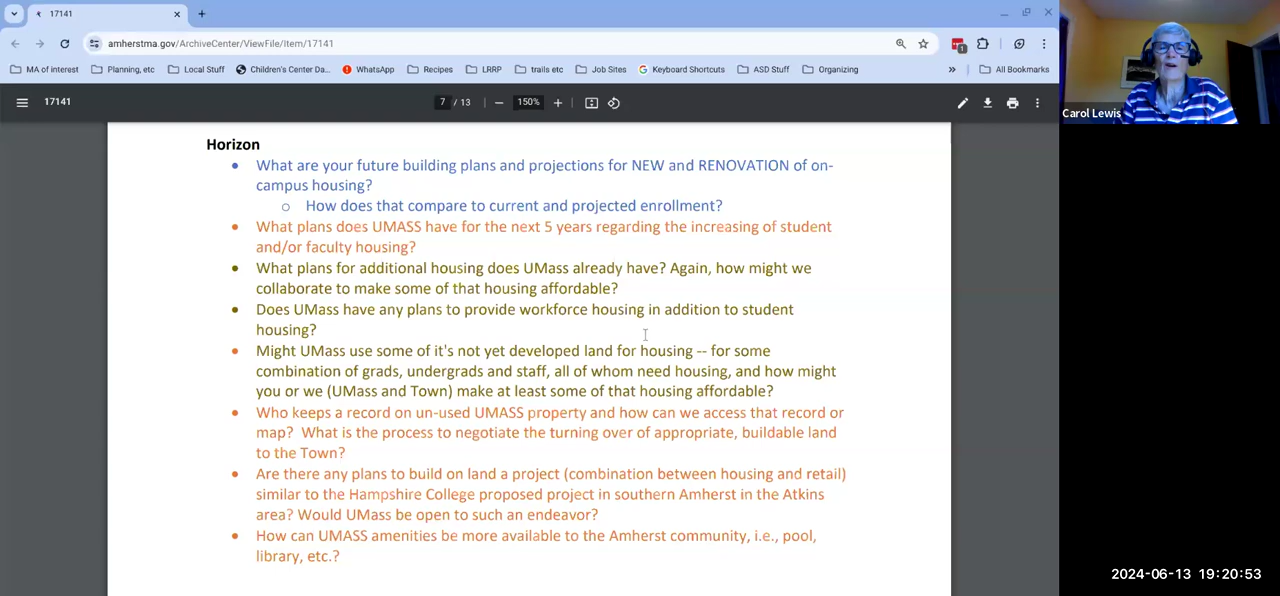 17141
amherstma.gov/ArchiveCenter/ViewFile/Item/17141
1
MA of interest
Planning, etc
Local Stuff
Children's Center Da...
WhatsApp
Recipes
LRRP
trails etc
Job Sites
Keyboard Shortcuts
ASD Stuff
Organizing
»
All Bookmarks
17141
7 / 13
150%
Carol Lewis
Horizon
• What are your future building plans and projections for NEW and RENOVATION of on-
campus housing?
o How does that compare to current and projected enrollment?
• What plans does UMASS have for the next 5 years regarding the increasing of student
and/or faculty housing?
• What plans for additional housing does UMass already have? Again, how might we
collaborate to make some of that housing affordable?
• Does UMass have any plans to provide workforce housing in addition to student
housing?
• Might UMass use some of it's not yet developed land for housing -- for some
combination of grads, undergrads and staff, all of whom need housing, and how might
you or we (UMass and Town) make at least some of that housing affordable?
• Who keeps a record on un-used UMASS property and how can we access that record or
map? What is the process to negotiate the turning over of appropriate, buildable land
to the Town?
• Are there any plans to build on land a project (combination between housing and retail)
similar to the Hampshire College proposed project in southern Amherst in the Atkins
area? Would UMass be open to such an endeavor?
• How can UMASS amenities be more available to the Amherst community, i.e., pool,
library, etc.?
2024-06-13 19:20:53